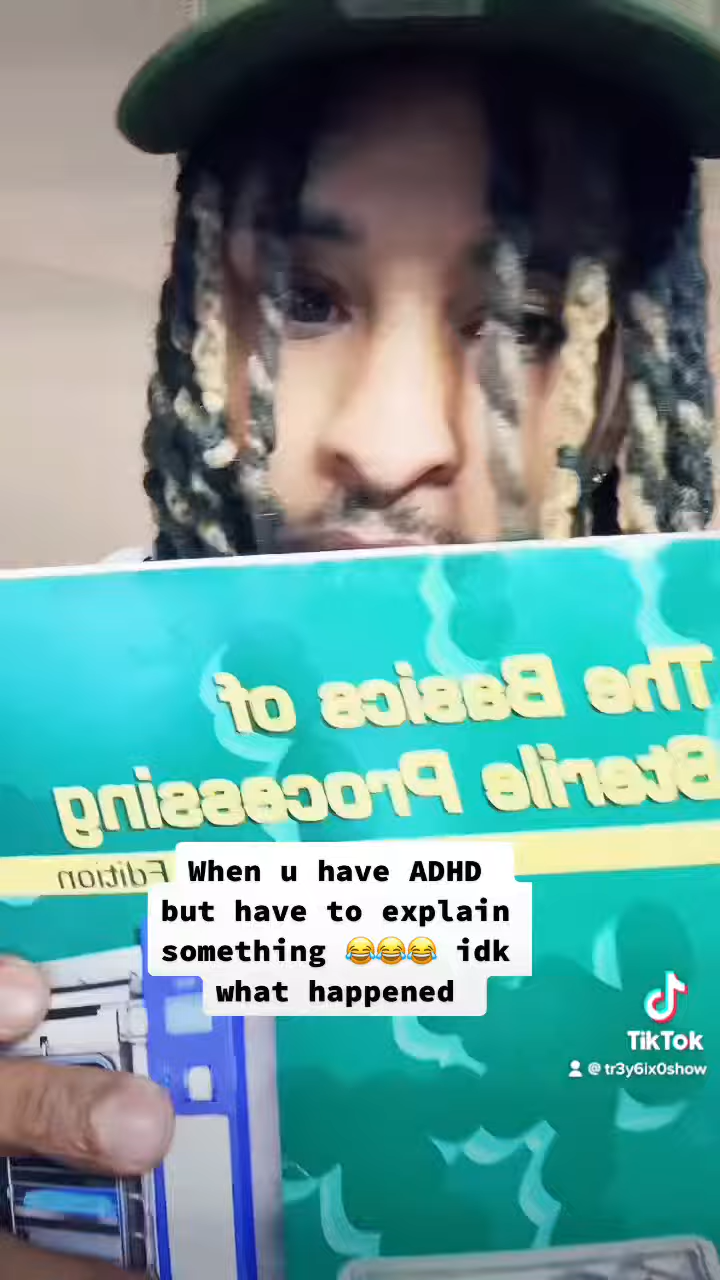 The Basics of
Sterile Processing
Edition
When u have ADHD
but have to explain
something 😂😂😂 idk
what happened
TikTok
@tr3y6ix0show